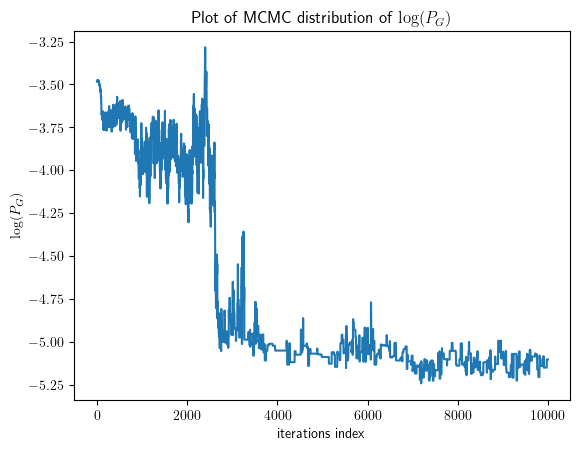 Plot of MCMC distribution of log(P_G)
log(P_G)
−3.25
−3.50
−3.75
−4.00
−4.25
−4.50
−4.75
−5.00
−5.25
0 2000 4000 6000 8000 10000
iterations index